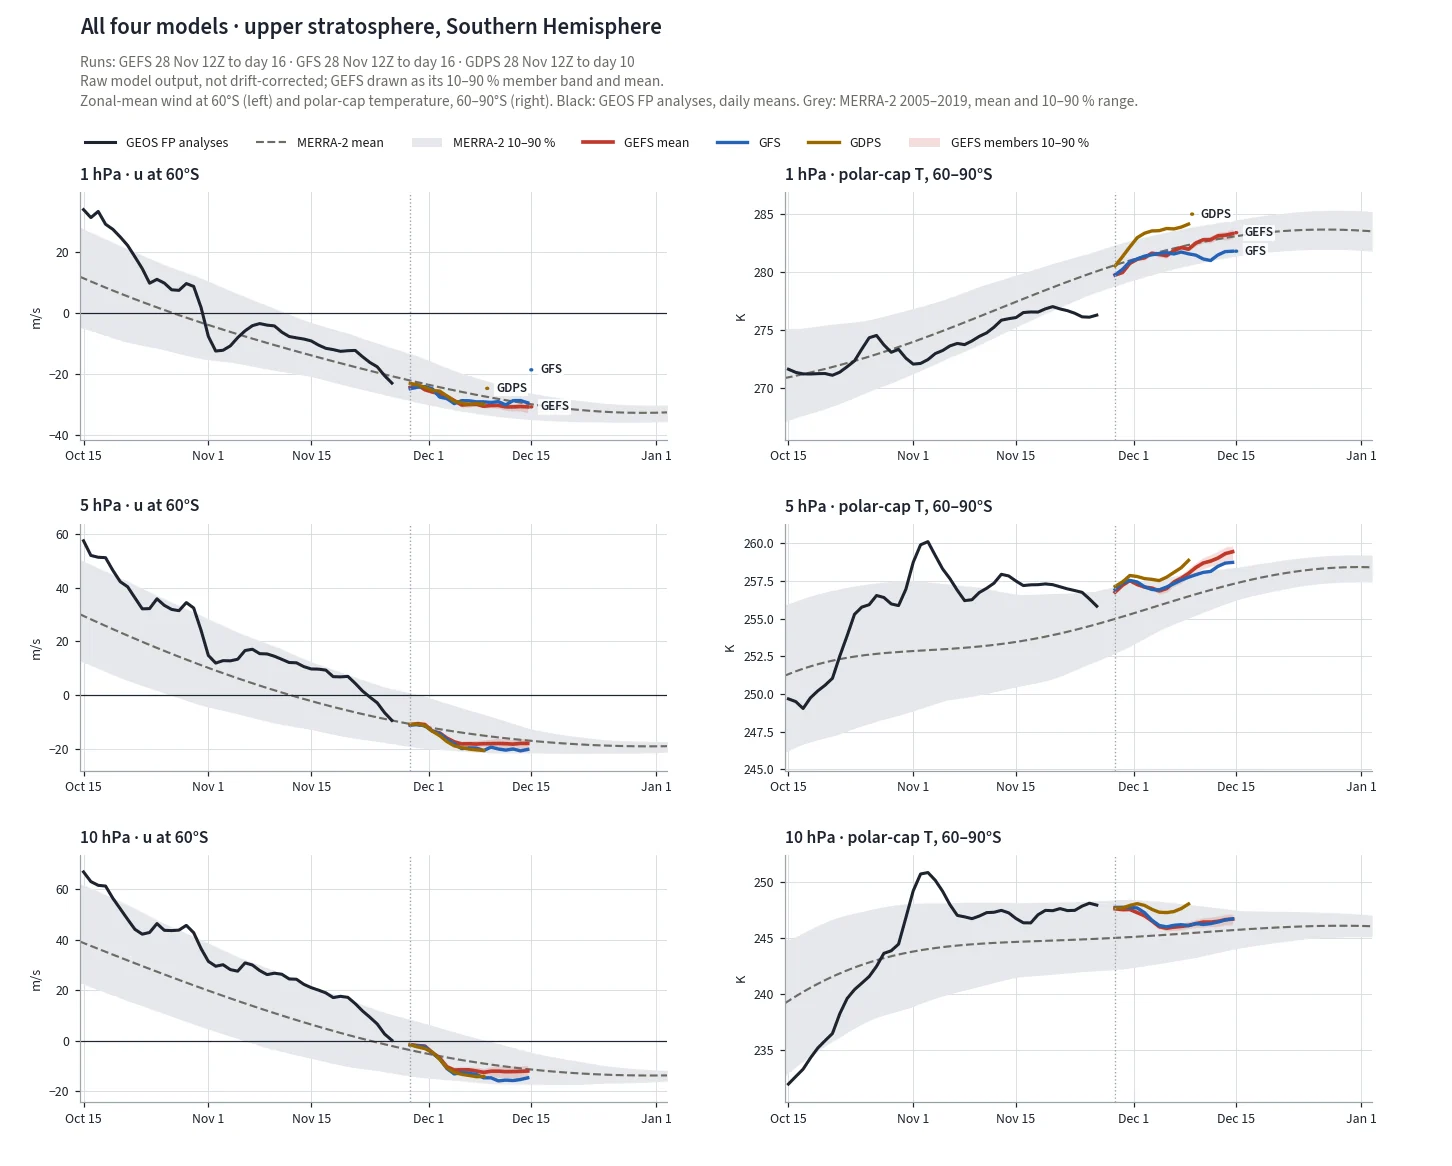 All four models · upper stratosphere, Southern Hemisphere
Runs: GEFS 28 Nov 12Z to day 16 · GFS 28 Nov 12Z to day 16 · GDPS 28 Nov 12Z to day 10
Raw model output, not drift-corrected; GEFS drawn as its 10–90 % member band and mean.
Zonal-mean wind at 60°S (left) and polar-cap temperature, 60–90°S (right). Black: GEOS FP analyses, daily means. Grey: MERRA-2 2005–2019, mean and 10–90 % range.
GEOS FP analyses MERRA-2 mean MERRA-2 10–90 % GEFS mean GFS GDPS GEFS members 10–90 %
1 hPa · u at 60°S
20
0
−20
−40
m/s
GFS
GDPS
GEFS
Oct 15 Nov 1 Nov 15 Dec 1 Dec 15 Jan 1
1 hPa · polar-cap T, 60–90°S
285
280
275
270
K
GDPS
GEFS
GFS
Oct 15 Nov 1 Nov 15 Dec 1 Dec 15 Jan 1
5 hPa · u at 60°S
60
40
20
0
−20
m/s
Oct 15 Nov 1 Nov 15 Dec 1 Dec 15 Jan 1
5 hPa · polar-cap T, 60–90°S
260.0
257.5
255.0
252.5
250.0
247.5
245.0
K
Oct 15 Nov 1 Nov 15 Dec 1 Dec 15 Jan 1
10 hPa · u at 60°S
60
40
20
0
−20
m/s
Oct 15 Nov 1 Nov 15 Dec 1 Dec 15 Jan 1
10 hPa · polar-cap T, 60–90°S
250
245
240
235
K
Oct 15 Nov 1 Nov 15 Dec 1 Dec 15 Jan 1